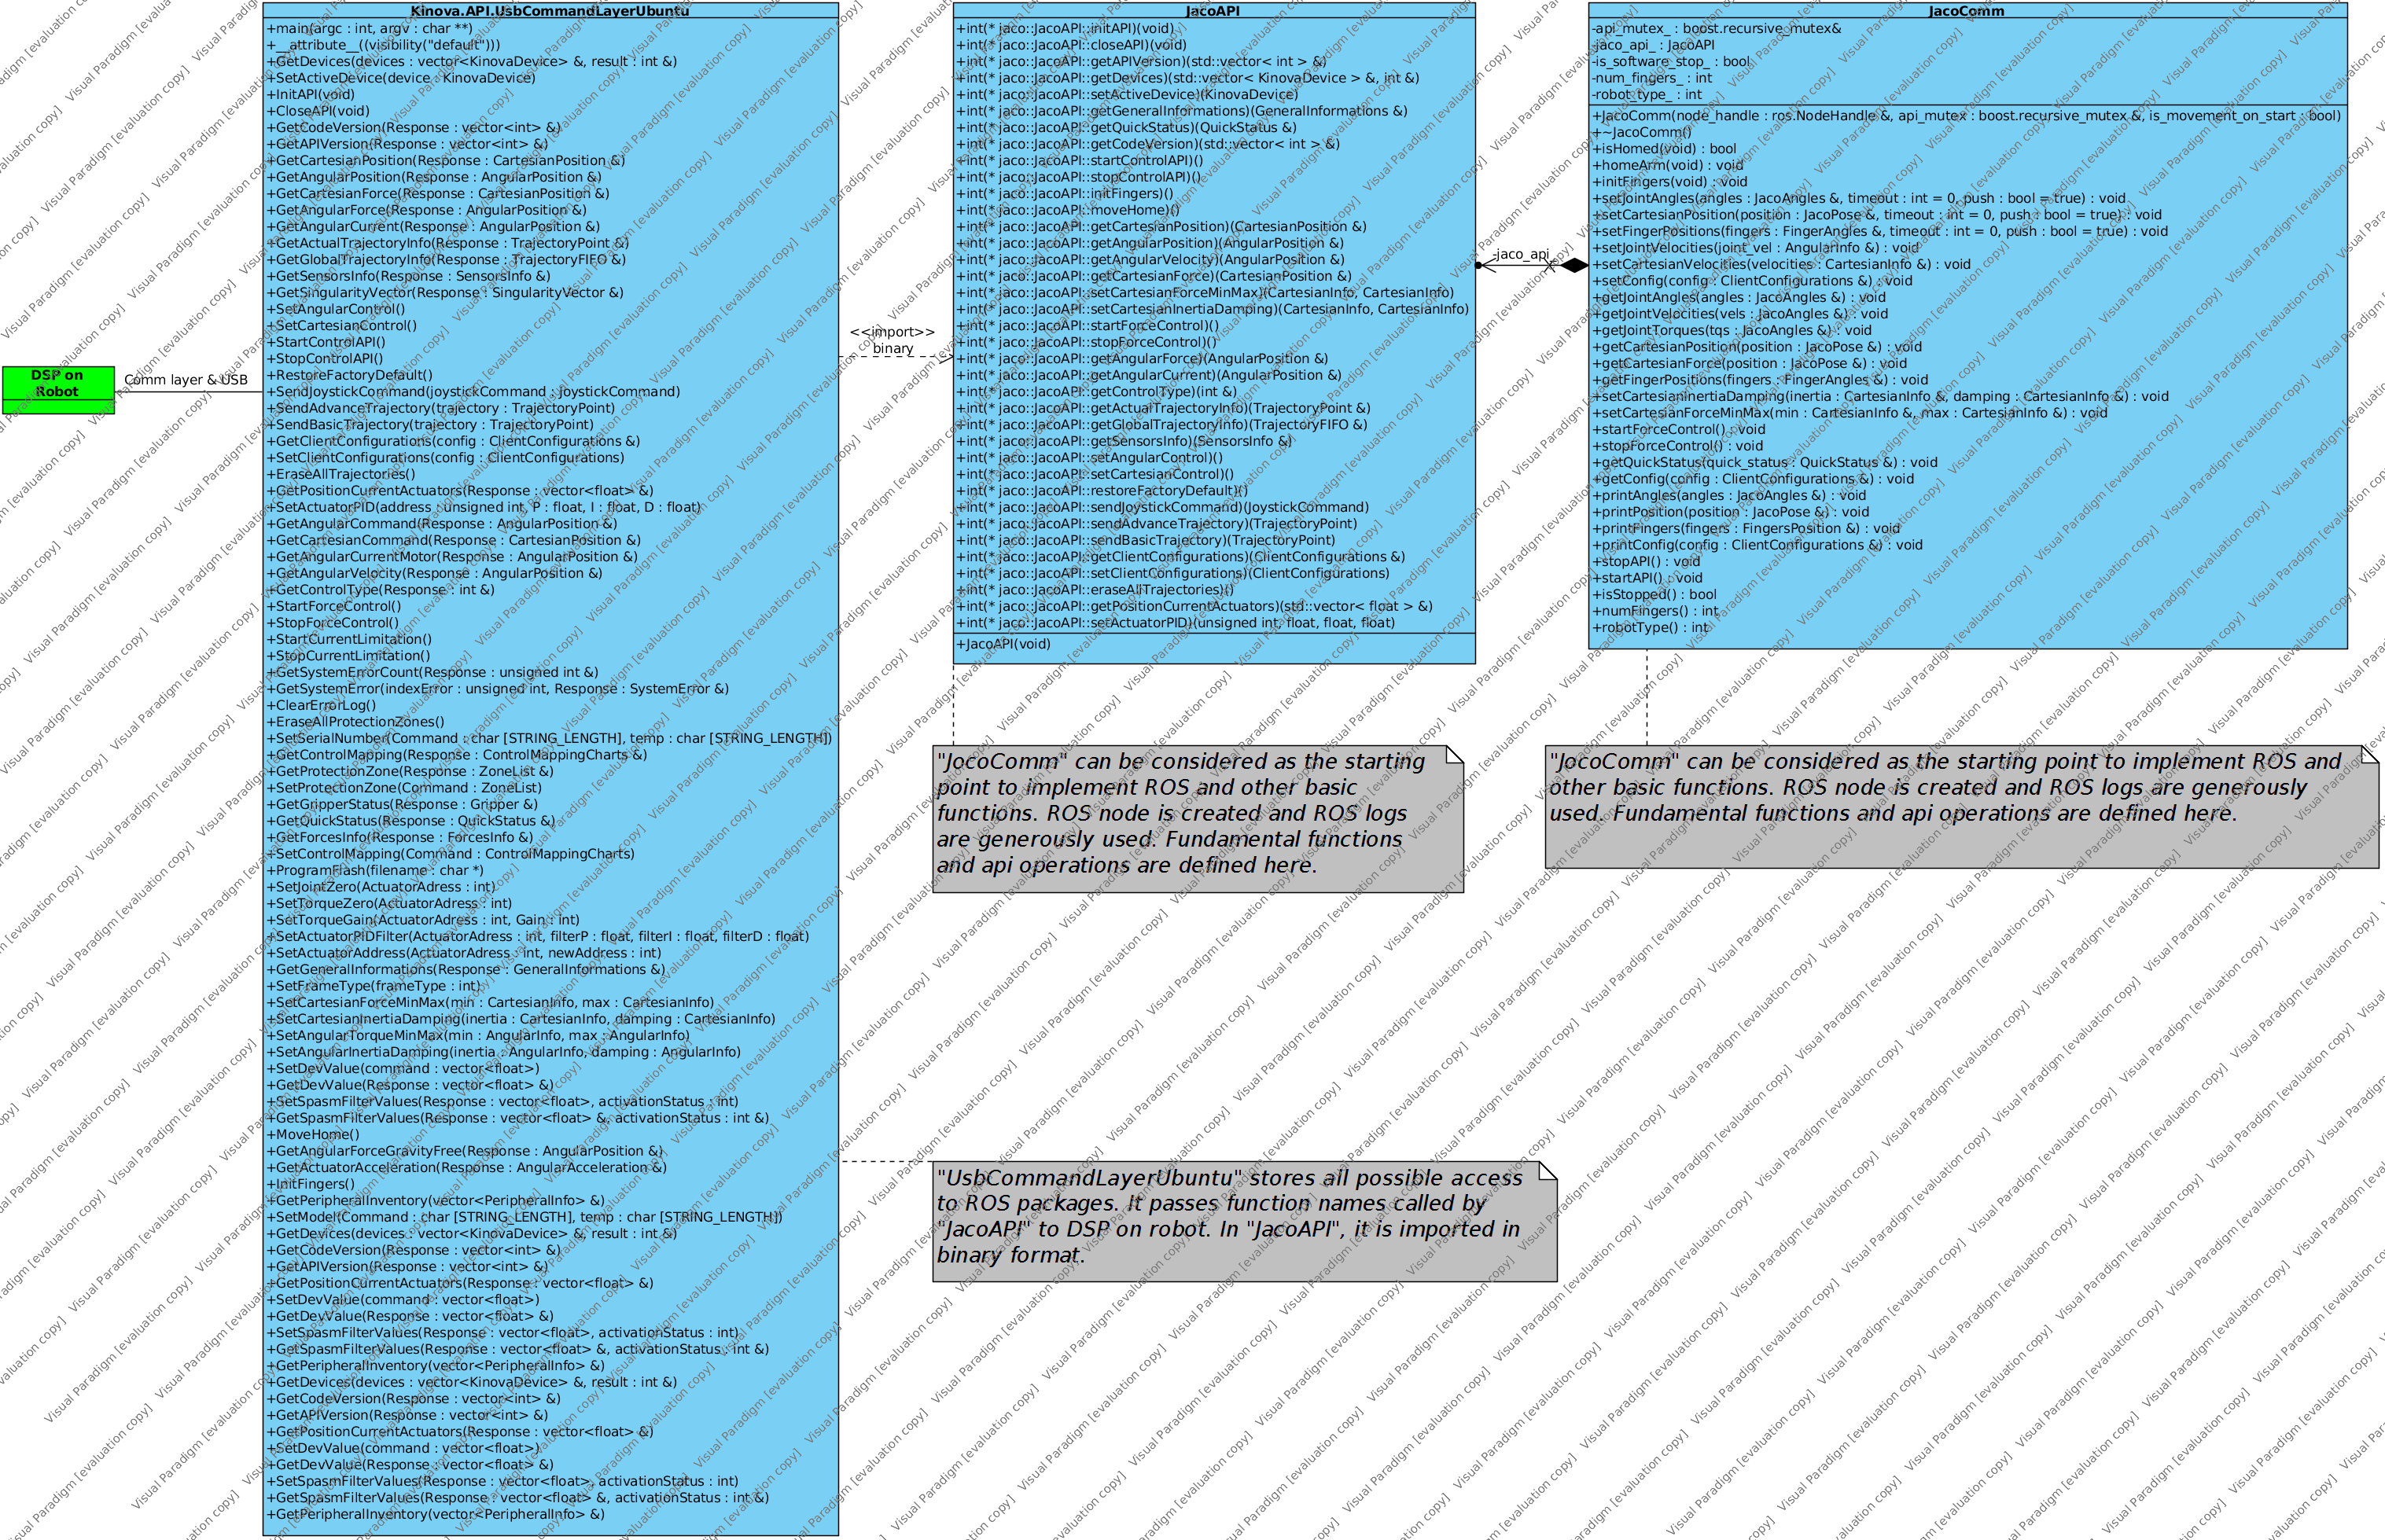 Kinova.API.UsbCommandLayerUbuntu
+main(argc : int, argv : char **)
+__attribute__((visibility("default")))
+GetDevices(devices : vector<KinovaDevice> &, result : int &)
+SetActiveDevice(device : KinovaDevice)
+InitAPI(void)
+CloseAPI(void)
+GetCodeVersion(Response : vector<int> &)
+GetAPIVersion(Response : vector<int> &)
+GetCartesianPosition(Response : CartesianPosition &)
+GetAngularPosition(Response : AngularPosition &)
+GetCartesianForce(Response : CartesianPosition &)
+GetAngularForce(Response : AngularPosition &)
+GetAngularCurrent(Response : AngularPosition &)
+GetActualTrajectoryInfo(Response : TrajectoryPoint &)
+GetGlobalTrajectoryInfo(Response : TrajectoryFIFO &)
+GetSensorsInfo(Response : SensorsInfo &)
+GetSingularityVector(Response : SingularityVector &)
+SetAngularControl()
+SetCartesianControl()
+StartControlAPI()
+StopControlAPI()
+RestoreFactoryDefault()
+SendJoystickCommand(joystickCommand : JoystickCommand)
+SendAdvanceTrajectory(trajectory : TrajectoryPoint)
+SendBasicTrajectory(trajectory : TrajectoryPoint)
+GetClientConfigurations(config : ClientConfigurations &)
+SetClientConfigurations(config : ClientConfigurations)
+EraseAllTrajectories()
+GetPositionCurrentActuators(Response : vector<float> &)
+SetActuatorPID(address : unsigned int, P : float, I : float, D : float)
+GetAngularCommand(Response : AngularPosition &)
+GetCartesianCommand(Response : CartesianPosition &)
+GetAngularCurrentMotor(Response : AngularPosition &)
+GetAngularVelocity(Response : AngularPosition &)
+GetControlType(Response : int &)
+StartForceControl()
+StopForceControl()
+StartCurrentLimitation()
+StopCurrentLimitation()
+GetSystemErrorCount(Response : unsigned int &)
+GetSystemError(indexError : unsigned int, Response : SystemError &)
+ClearErrorLog()
+EraseAllProtectionZones()
+SetSerialNumber(Command : char [STRING_LENGTH], temp : char [STRING_LENGTH])
+GetControlMapping(Response : ControlMappingCharts &)
+GetProtectionZone(Response : ZoneList &)
+SetProtectionZone(Command : ZoneList)
+GetGripperStatus(Response : Gripper &)
+GetQuickStatus(Response : QuickStatus &)
+GetForcesInfo(Response : ForcesInfo &)
+SetControlMapping(Command : ControlMappingCharts)
+ProgramFlash(filename : char *)
+SetJointZero(ActuatorAdress : int)
+SetTorqueZero(ActuatorAdress : int)
+SetTorqueGain(ActuatorAdress : int, Gain : int)
+SetActuatorPIDFilter(ActuatorAdress : int, filterP : float, filterI : float, filterD : float)
+SetActuatorAddress(ActuatorAdress : int, newAddress : int)
+GetGeneralInformations(Response : GeneralInformations &)
+SetFrameType(frameType : int)
+SetCartesianForceMinMax(min : CartesianInfo, max : CartesianInfo)
+SetCartesianInertiaDamping(inertia : CartesianInfo, damping : CartesianInfo)
+SetAngularTorqueMinMax(min : AngularInfo, max : AngularInfo)
+SetAngularInertiaDamping(inertia : AngularInfo, damping : AngularInfo)
+SetDevValue(command : vector<float>)
+GetDevValue(Response : vector<float> &)
+SetSpasmFilterValues(Response : vector<float>, activationStatus : int)
+GetSpasmFilterValues(Response : vector<float> &, activationStatus : int &)
+MoveHome()
+GetAngularForceGravityFree(Response : AngularPosition &)
+GetActuatorAcceleration(Response : AngularAcceleration &)
+InitFingers()
+GetPeripheralInventory(vector<PeripheralInfo> &)
+SetModel(Command : char [STRING_LENGTH], temp : char [STRING_LENGTH])
+GetDevices(devices : vector<KinovaDevice> &, result : int &)
+GetCodeVersion(Response : vector<int> &)
+GetAPIVersion(Response : vector<int> &)
+GetPositionCurrentActuators(Response : vector<float> &)
+SetDevValue(command : vector<float>)
+GetDevValue(Response : vector<float> &)
+SetSpasmFilterValues(Response : vector<float>, activationStatus : int)
+GetSpasmFilterValues(Response : vector<float> &, activationStatus : int &)
+GetPeripheralInventory(vector<PeripheralInfo> &)
+GetDevices(devices : vector<KinovaDevice> &, result : int &)
+GetCodeVersion(Response : vector<int> &)
+GetAPIVersion(Response : vector<int> &)
+GetPositionCurrentActuators(Response : vector<float> &)
+SetDevValue(command : vector<float>)
+GetDevValue(Response : vector<float> &)
+SetSpasmFilterValues(Response : vector<float>, activationStatus : int)
+GetSpasmFilterValues(Response : vector<float> &, activationStatus : int &)
+GetPeripheralInventory(vector<PeripheralInfo> &)
DSP on
Robot
Comm layer & USB
<<import>>
binary
JacoAPI
+int(* jaco::JacoAPI::initAPI)(void)
+int(* jaco::JacoAPI::closeAPI)(void)
+int(* jaco::JacoAPI::getAPIVersion)(std::vector< int > &)
+int(* jaco::JacoAPI::getDevices)(std::vector< KinovaDevice > &, int &)
+int(* jaco::JacoAPI::setActiveDevice)(KinovaDevice)
+int(* jaco::JacoAPI::getGeneralInformations)(GeneralInformations &)
+int(* jaco::JacoAPI::getQuickStatus)(QuickStatus &)
+int(* jaco::JacoAPI::getCodeVersion)(std::vector< int > &)
+int(* jaco::JacoAPI::startControlAPI)()
+int(* jaco::JacoAPI::stopControlAPI)()
+int(* jaco::JacoAPI::initFingers)()
+int(* jaco::JacoAPI::moveHome)()
+int(* jaco::JacoAPI::getCartesianPosition)(CartesianPosition &)
+int(* jaco::JacoAPI::getAngularPosition)(AngularPosition &)
+int(* jaco::JacoAPI::getAngularVelocity)(AngularPosition &)
+int(* jaco::JacoAPI::getCartesianForce)(CartesianPosition &)
+int(* jaco::JacoAPI::setCartesianForceMinMax)(CartesianInfo, CartesianInfo)
+int(* jaco::JacoAPI::setCartesianInertiaDamping)(CartesianInfo, CartesianInfo)
+int(* jaco::JacoAPI::startForceControl)()
+int(* jaco::JacoAPI::stopForceControl)()
+int(* jaco::JacoAPI::getAngularForce)(AngularPosition &)
+int(* jaco::JacoAPI::getAngularCurrent)(AngularPosition &)
+int(* jaco::JacoAPI::getControlType)(int &)
+int(* jaco::JacoAPI::getActualTrajectoryInfo)(TrajectoryPoint &)
+int(* jaco::JacoAPI::getGlobalTrajectoryInfo)(TrajectoryFIFO &)
+int(* jaco::JacoAPI::getSensorsInfo)(SensorsInfo &)
+int(* jaco::JacoAPI::setAngularControl)()
+int(* jaco::JacoAPI::setCartesianControl)()
+int(* jaco::JacoAPI::restoreFactoryDefault)()
+int(* jaco::JacoAPI::sendJoystickCommand)(JoystickCommand)
+int(* jaco::JacoAPI::sendAdvanceTrajectory)(TrajectoryPoint)
+int(* jaco::JacoAPI::sendBasicTrajectory)(TrajectoryPoint)
+int(* jaco::JacoAPI::getClientConfigurations)(ClientConfigurations &)
+int(* jaco::JacoAPI::setClientConfigurations)(ClientConfigurations)
+int(* jaco::JacoAPI::eraseAllTrajectories)()
+int(* jaco::JacoAPI::getPositionCurrentActuators)(std::vector< float > &)
+int(* jaco::JacoAPI::setActuatorPID)(unsigned int, float, float, float)
+JacoAPI(void)
-jaco_api_
JacoComm
-api_mutex_ : boost.recursive_mutex&
-jaco_api_ : JacoAPI
-is_software_stop_ : bool
-num_fingers_ : int
-robot_type_ : int
+JacoComm(node_handle : ros.NodeHandle &, api_mutex : boost.recursive_mutex &, is_movement_on_start : bool)
+~JacoComm()
+isHomed(void) : bool
+homeArm(void) : void
+initFingers(void) : void
+setJointAngles(angles : JacoAngles &, timeout : int = 0, push : bool = true) : void
+setCartesianPosition(position : JacoPose &, timeout : int = 0, push : bool = true) : void
+setFingerPositions(fingers : FingerAngles &, timeout : int = 0, push : bool = true) : void
+setJointVelocities(joint_vel : AngularInfo &) : void
+setCartesianVelocities(velocities : CartesianInfo &) : void
+setConfig(config : ClientConfigurations &) : void
+getJointAngles(angles : JacoAngles &) : void
+getJointVelocities(vels : JacoAngles &) : void
+getJointTorques(tqs : JacoAngles &) : void
+getCartesianPosition(position : JacoPose &) : void
+getCartesianForce(position : JacoPose &) : void
+getFingerPositions(fingers : FingerAngles &) : void
+setCartesianInertiaDamping(inertia : CartesianInfo &, damping : CartesianInfo &) : void
+setCartesianForceMinMax(min : CartesianInfo &, max : CartesianInfo &) : void
+startForceControl() : void
+stopForceControl() : void
+getQuickStatus(quick_status : QuickStatus &) : void
+getConfig(config : ClientConfigurations &) : void
+printAngles(angles : JacoAngles &) : void
+printPosition(position : JacoPose &) : void
+printFingers(fingers : FingersPosition &) : void
+printConfig(config : ClientConfigurations &) : void
+stopAPI() : void
+startAPI() : void
+isStopped() : bool
+numFingers() : int
+robotType() : int
"JocoComm" can be considered as the starting
point to implement ROS and other basic
functions. ROS node is created and ROS logs
are generously used. Fundamental functions
and api operations are defined here.
"JocoComm" can be considered as the starting point to implement ROS and
other basic functions. ROS node is created and ROS logs are generously
used. Fundamental functions and api operations are defined here.
"UsbCommandLayerUbuntu" stores all possible access
to ROS packages. It passes function names called by
"JacoAPI" to DSP on robot. In "JacoAPI", it is imported in
binary format.
Visual Paradigm [evaluation copy]